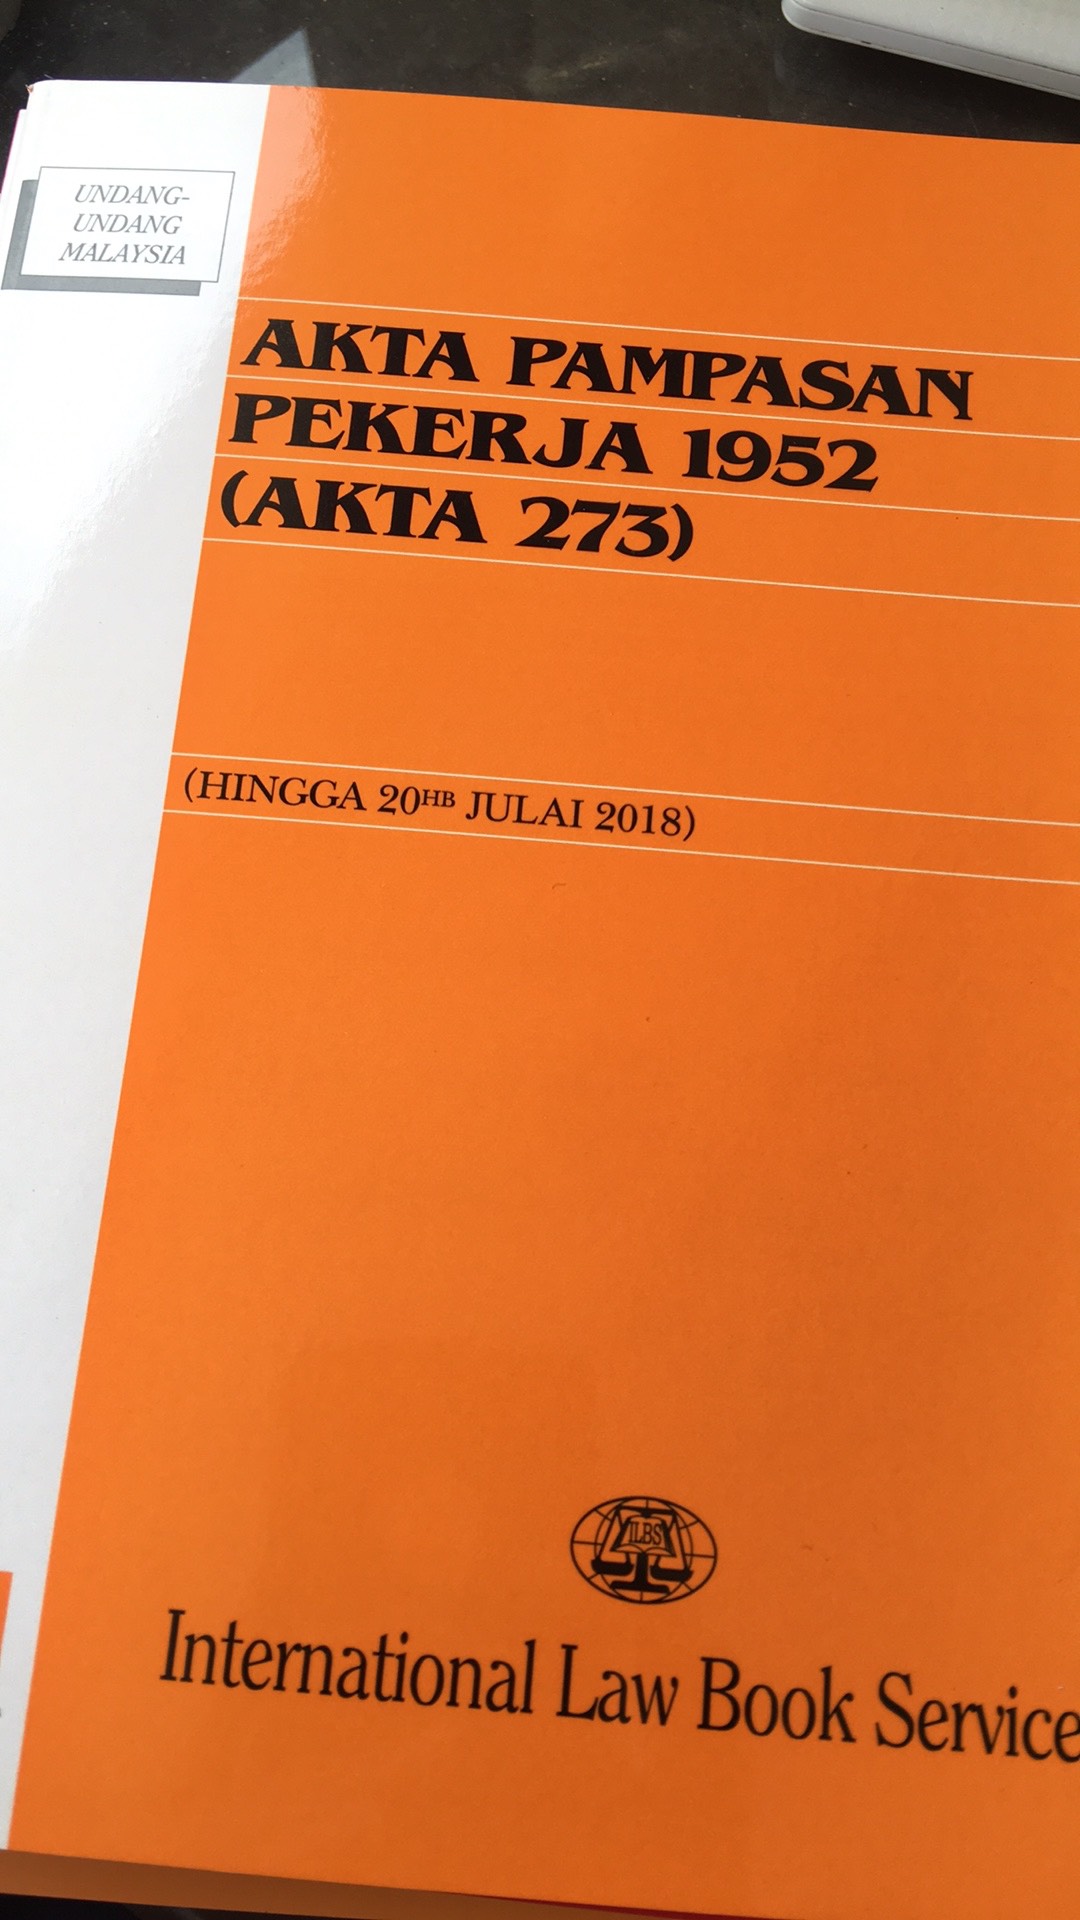 UNDANG-
UNDANG
MALAYSIA
AKTA PAMPASAN
PEKERJA 1952
(AKTA 273)
(HINGGA 20HB JULAI 2018)
ILBS
International Law Book Service